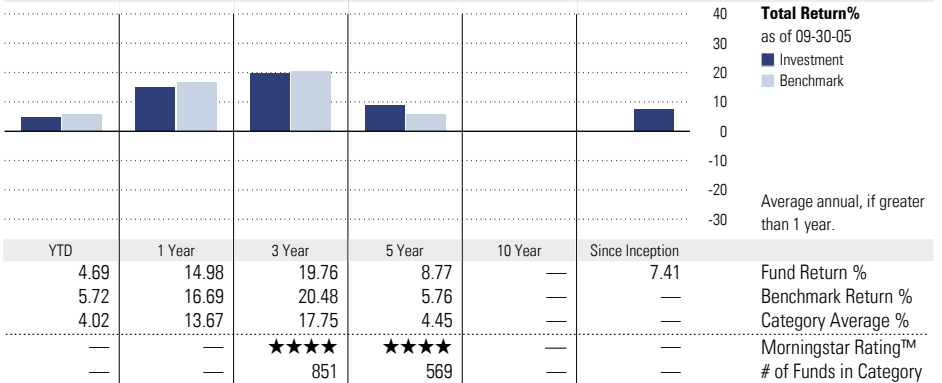 40
30
20
10
0
-10
-20
-30
Total Return%
as of 09-30-05
Investment
Benchmark
Average annual, if greater
than 1 year.
YTD 1 Year 3 Year 5 Year 10 Year Since Inception
4.69 14.98 19.76 8.77 — 7.41 Fund Return %
5.72 16.69 20.48 5.76 — — Benchmark Return %
4.02 13.67 17.75 4.45 — — Category Average %
— — ★★★★ ★★★★ — — Morningstar Rating™
— — 851 569 — — # of Funds in Category